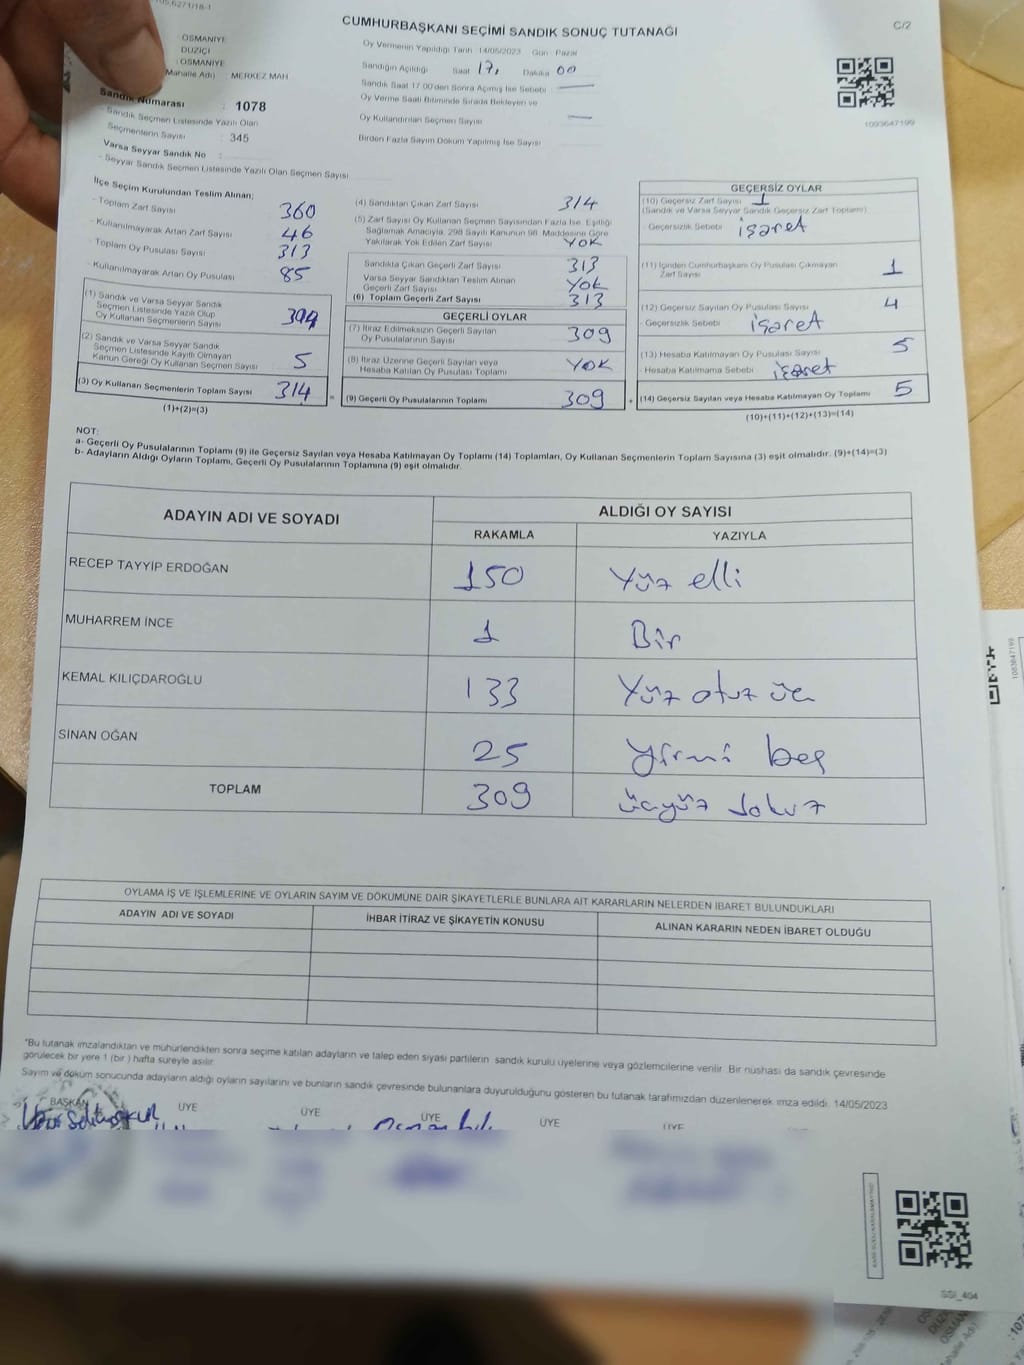 CUMHURBAŞKANI SEÇİMİ SANDIK SONUÇ TUTANAĞI
C/2
OSMANİYE
DÜZİÇİ
OSMANİYE
Mahalle Adı) : MERKEZ MAH
Sandık Numarası : 1078
- Sandık Seçmen Listesinde Yazılı Olan
Seçmenlerin Sayısı : 345
Varsa Seyyar Sandık No :
- Seyyar Sandık Seçmen Listesinde Yazılı Olan Seçmen Sayısı
Oy Vermenin Yapıldığı Tarih : 14/05/2023 Gün : Pazar
Sandığın Açıldığı Saat 17, Dakika 00
Sandık Saat 17.00'den Sonra Açımış İse Sebebi :
Oy Verme Saati Bitiminde Sırada Bekleyen ve
Oy Kullandırılan Seçmen Sayısı
Birden Fazla Sayım Döküm Yapılmış İse Sayısı
1093647199
İlçe Seçim Kurulundan Teslim Alınan;
- Toplam Zarf Sayısı 360
- Kullanılmayarak Artan Zarf Sayısı 46
- Toplam Oy Pusulası Sayısı 313
- Kullanılmayarak Artan Oy Pusulası 85
(1) Sandık ve Varsa Seyyar Sandık
Seçmen Listesinde Yazılı Olup
Oy Kullanan Seçmenlerin Sayısı
(2) Sandık ve Varsa Seyyar Sandık
Seçmen Listesinde Kayıtlı Olmayan
Kanun Gereği Oy Kullanan Seçmen Sayısı 5
(3) Oy Kullanan Seçmenlerin Toplam Sayısı 314
(1)+(2)=(3)
(4) Sandıktan Çıkan Zarf Sayısı 314
(5) Zarf Sayısı Oy Kullanan Seçmen Sayısından Fazla İse, Eşitliği
Sağlamak Amacıyla, 298 Sayılı Kanunun 98. Maddesine Göre
Yakılarak Yok Edilen Zarf Sayısı YOK
Sandıkta Çıkan Geçerli Zarf Sayısı 313
Varsa Seyyar Sandıktan Teslim Alınan
Geçerli Zarf Sayısı YOK
(6) Toplam Geçerli Zarf Sayısı 313
GEÇERLİ OYLAR
(7) İtiraz Edilmeksizin Geçerli Sayılan
Oy Pusulalarının Sayısı 309
(8) İtiraz Üzerine Geçerli Sayılan veya
Hesaba Katılan Oy Pusulası Toplamı YOK
(9) Geçerli Oy Pusulalarının Toplamı 309
GEÇERSİZ OYLAR
(10) Geçersiz Zarf Sayısı 1
(Sandık ve Varsa Seyyar Sandık Geçersiz Zarf Toplamı)
- Geçersizlik Sebebi işaret
(11) İçinden Cumhurbaşkanı Oy Pusulası Çıkmayan
Zarf Sayısı 1
(12) Geçersiz Sayılan Oy Pusulası Sayısı 4
- Geçersizlik Sebebi işaret
(13) Hesaba Katılmayan Oy Pusulası Sayısı 5
- Hesaba Katılmama Sebebi işaret
(14) Geçersiz Sayılan veya Hesaba Katılmayan Oy Toplamı 5
(10)+(11)+(12)+(13)=(14)
NOT:
a- Geçerli Oy Pusulalarının Toplamı (9) ile Geçersiz Sayılan veya Hesaba Katılmayan Oy Toplamı (14) Toplamları, Oy Kullanan Seçmenlerin Toplam Sayısına (3) eşit olmalıdır. (9)+(14)=(3)
b- Adayların Aldığı Oyların Toplamı, Geçerli Oy Pusulalarının Toplamına (9) eşit olmalıdır.
ADAYIN ADI VE SOYADI ALDIĞI OY SAYISI
RAKAMLA YAZIYLA
RECEP TAYYİP ERDOĞAN 150 Yüz elli
MUHARREM İNCE 1 Bir
KEMAL KILIÇDAROĞLU 133 Yüz otuz üç
SİNAN OĞAN 25 yirmi beş
TOPLAM 309 üçyüz dokuz
OYLAMA İŞ VE İŞLEMLERİNE VE OYLARIN SAYIM VE DÖKÜMÜNE DAİR ŞİKAYETLERLE BUNLARA AİT KARARLARIN NELERDEN İBARET BULUNDUKLARI
ADAYIN ADI VE SOYADI İHBAR İTİRAZ VE ŞİKAYETİN KONUSU ALINAN KARARIN NEDEN İBARET OLDUĞU
*Bu tutanak imzalandıktan ve mühürlendikten sonra seçime katılan adayların ve talep eden siyasi partilerin sandık kurulu üyelerine veya gözlemcilerine verilir. Bir nüshası da sandık çevresinde
görülecek bir yere 1 (bir) hafta süreyle asılır.
Sayım ve döküm sonucunda adayların aldığı oyların sayılarını ve bunların sandık çevresinde bulunanlara duyurulduğunu gösteren bu tutanak tarafımızdan düzenlenerek imza edildi. 14/05/2023
BAŞKAN ÜYE ÜYE ÜYE ÜYE ÜYE
SSİ_404